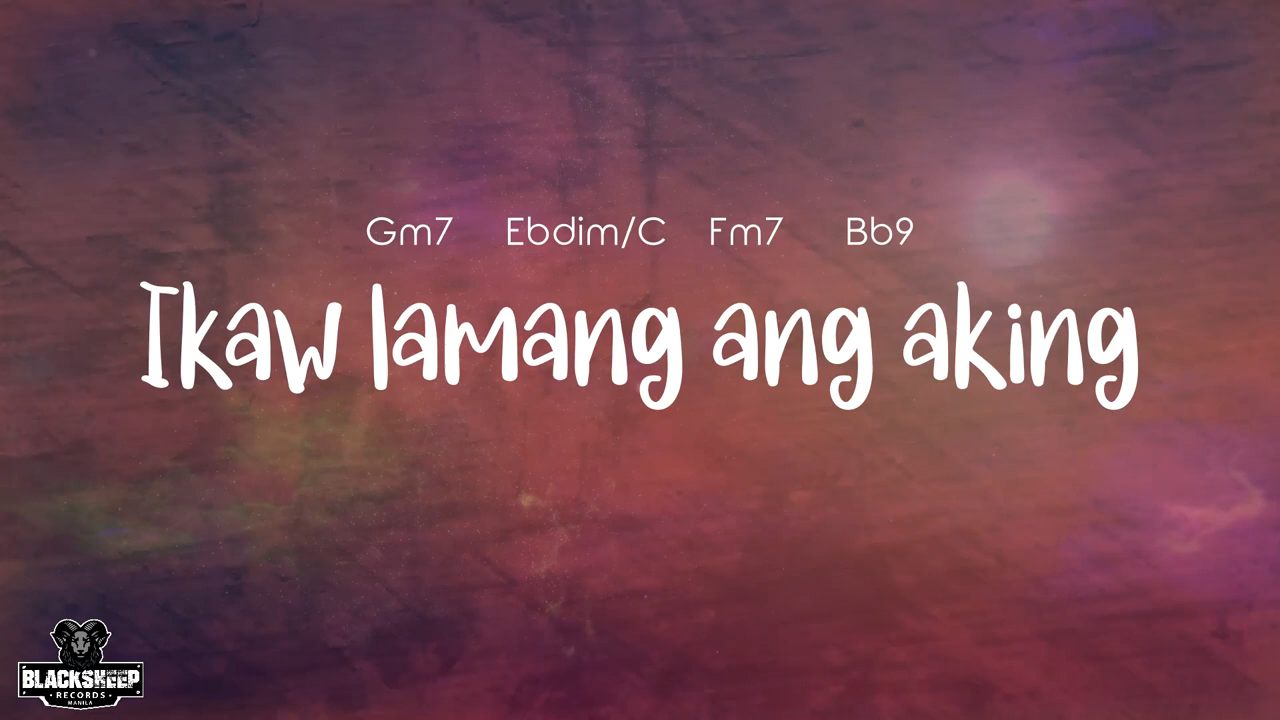 Gm7 Ebdim/C Fm7 Bb9
Ikaw lamang ang aking
BLACKSHEEP
RECORDS
MANILA